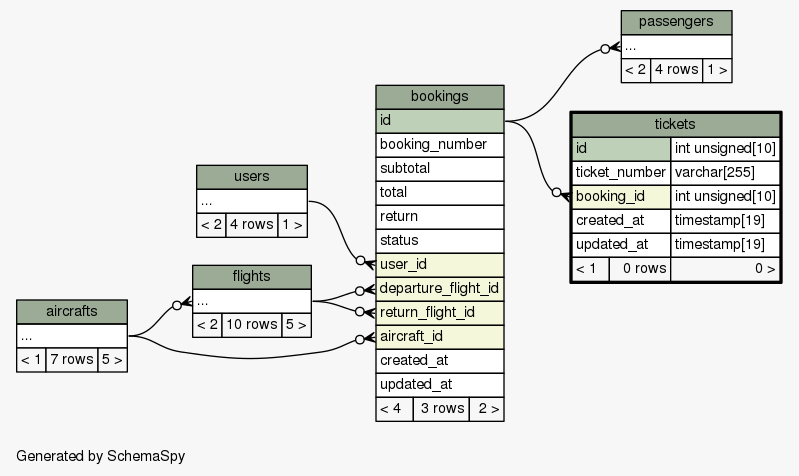 passengers
...
< 2 4 rows 1 >
bookings
id
booking_number
subtotal
total
return
status
user_id
departure_flight_id
return_flight_id
aircraft_id
created_at
updated_at
< 4 3 rows 2 >
tickets
id int unsigned[10]
ticket_number varchar[255]
booking_id int unsigned[10]
created_at timestamp[19]
updated_at timestamp[19]
< 1 0 rows 0 >
users
...
< 2 4 rows 1 >
flights
...
< 2 10 rows 5 >
aircrafts
...
< 1 7 rows 5 >
Generated by SchemaSpy